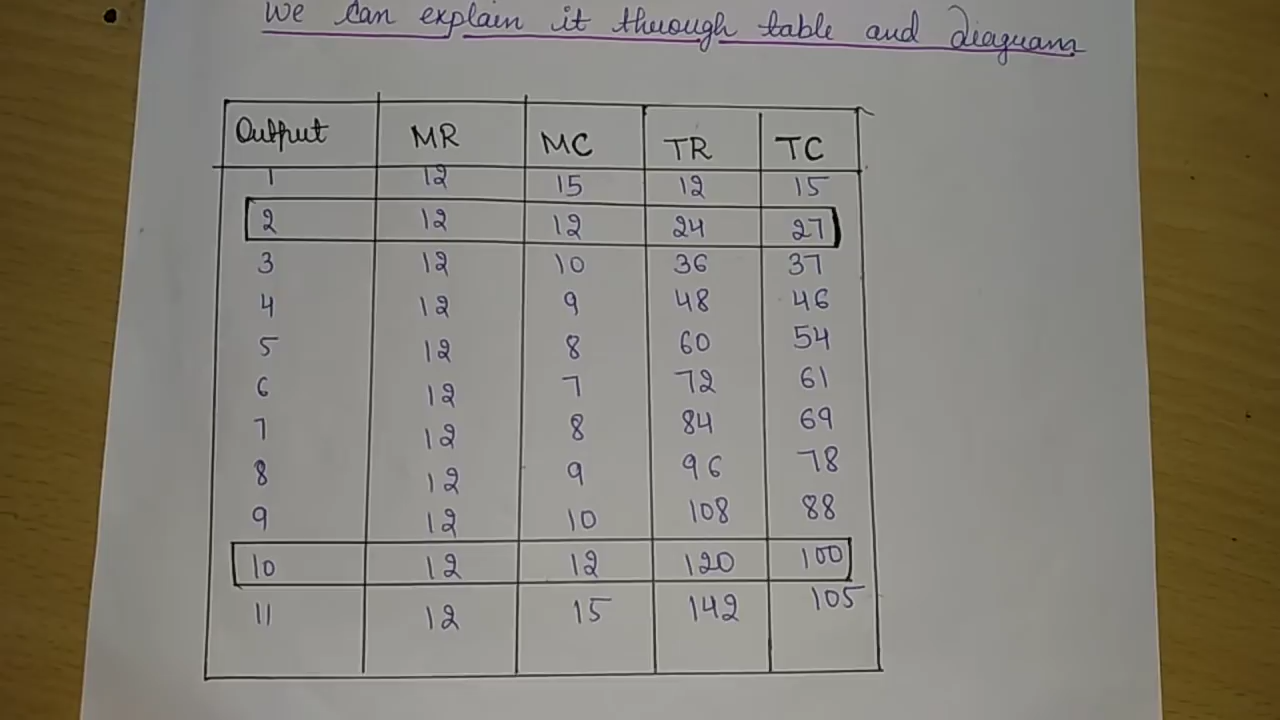 we can explain it through table and diagram
Output MR MC TR TC
1 12 15 12 15
2 12 12 24 27
3 12 10 36 37
4 12 9 48 46
5 12 8 60 54
6 12 7 72 61
7 12 8 84 69
8 12 9 96 78
9 12 10 108 88
10 12 12 120 100
11 12 15 142 105